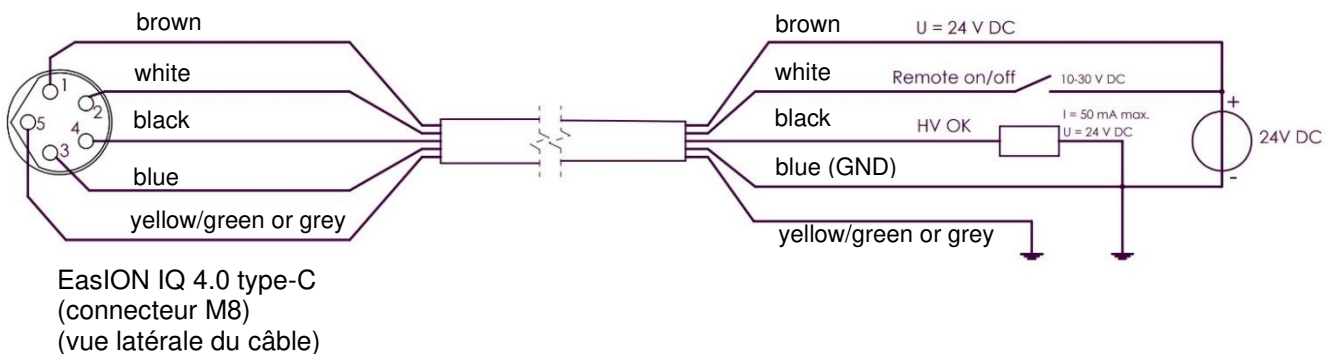 brown
white
black
blue
yellow/green or grey
1
2
5
4
3
brown
U = 24 V DC
white
Remote on/off
10-30 V DC
black
HV OK
I = 50 mA max.
U = 24 V DC
blue (GND)
yellow/green or grey
+
24V DC
-
EasION IQ 4.0 type-C
(connecteur M8)
(vue latérale du câble)